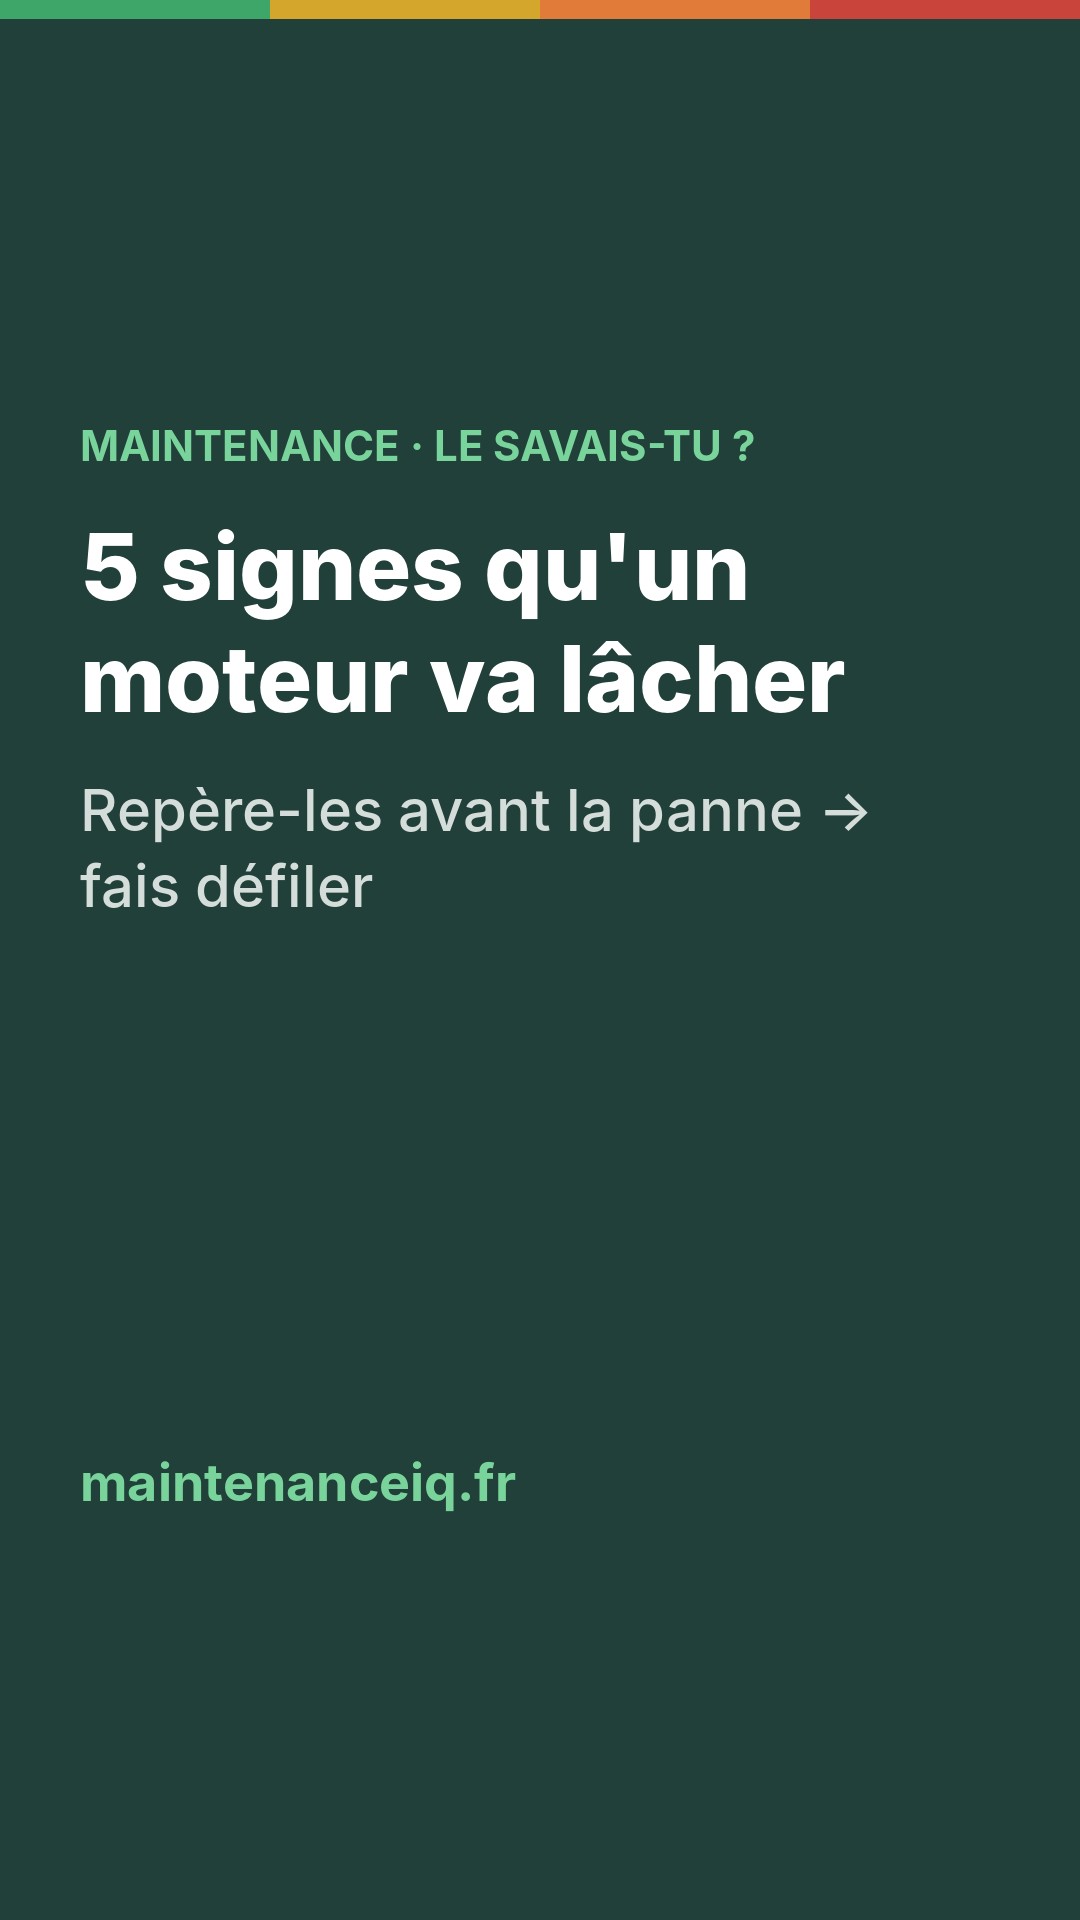 MAINTENANCE · LE SAVAIS-TU ?
5 signes qu'un
moteur va lâcher
Repère-les avant la panne →
fais défiler
maintenanceiq.fr